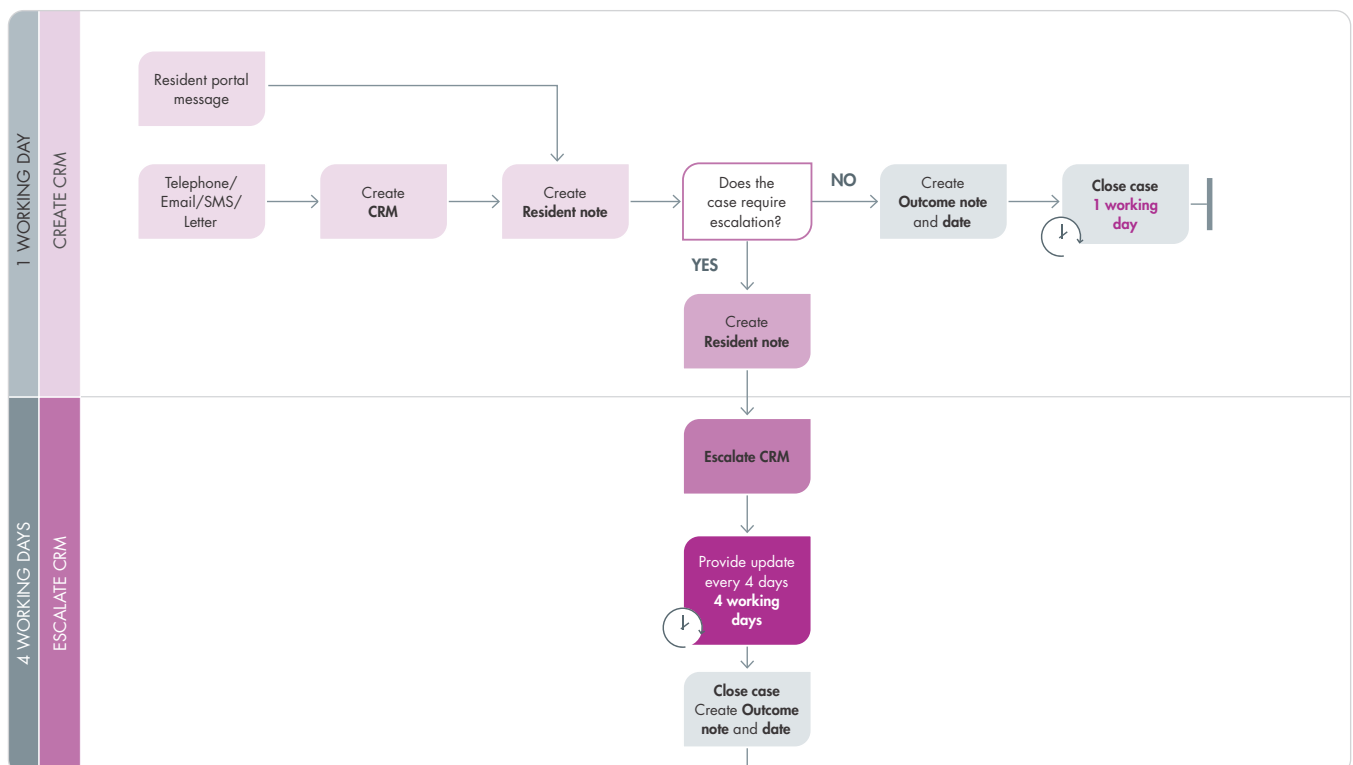 1 WORKING DAY
CREATE CRM
Resident portal
message
Telephone/
Email/SMS/
Letter
Create
CRM
Create
Resident note
Does the
case require
escalation?
NO
Create
Outcome note
and date
Close case
1 working
day
YES
Create
Resident note
4 WORKING DAYS
ESCALATE CRM
Escalate CRM
Provide update
every 4 days
4 working
days
Close case
Create Outcome
note and date